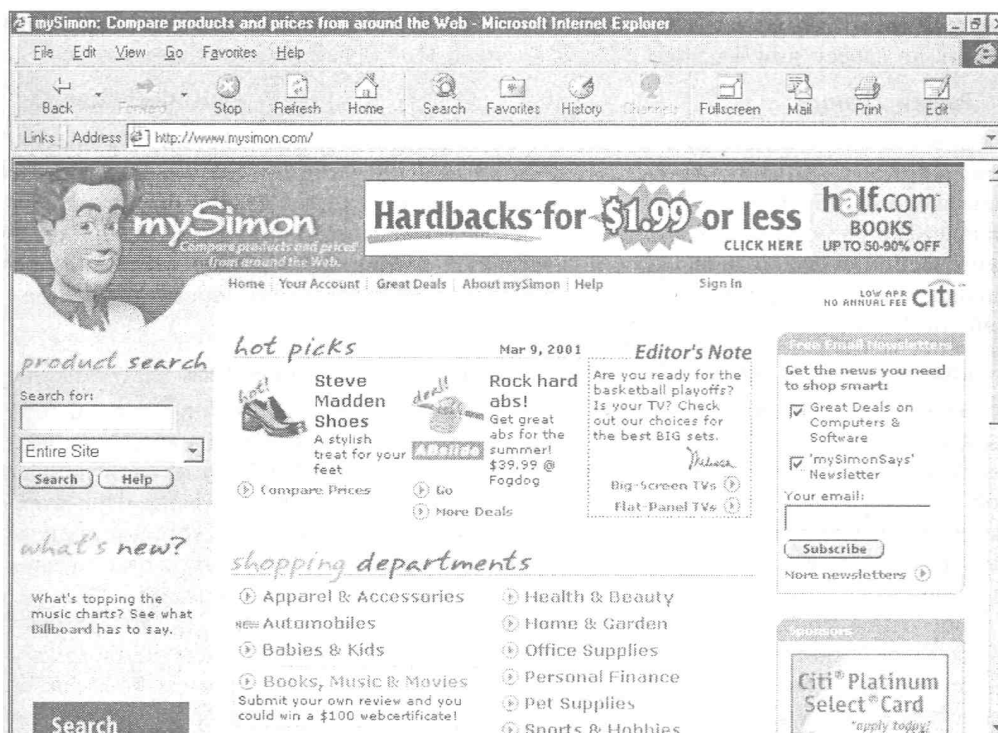 mySimon: Compare products and prices from around the Web - Microsoft Internet Explorer
File Edit View Go Favorites Help
Back Forward Stop Refresh Home Search Favorites History Channels Fullscreen Mail Print Edit
Links Address http://www.mysimon.com/
mySimon
Compare products and prices
from around the Web.
Hardbacks for $1.99 or less
CLICK HERE
half.com
BOOKS
UP TO 50-90% OFF
Home Your Account Great Deals About mySimon Help Sign In
LOW APR
NO ANNUAL FEE
citi
product search
Search for:
Entire Site
Search Help
what's new?
What's topping the
music charts? See what
Billboard has to say.
Search
hot picks
Mar 9, 2001
hot!
Steve
Madden
Shoes
A stylish
treat for your
feet
Compare Prices
deal!
Rock hard
abs!
Get great
abs for the
summer!
$39.99 @
Fogdog
Go
More Deals
Editor's Note
Are you ready for the
basketball playoffs?
Is your TV? Check
out our choices for
the best BIG sets.
Big-Screen TVs
Flat-Panel TVs
shopping departments
Apparel & Accessories
NEW Automobiles
Babies & Kids
Books, Music & Movies
Submit your own review and you
could win a $100 webcertificate!
Health & Beauty
Home & Garden
Office Supplies
Personal Finance
Pet Supplies
Sports & Hobbies
Free Email Newsletters
Get the news you need
to shop smart:
Great Deals on
Computers &
Software
'mySimonSays'
Newsletter
Your email:
Subscribe
More newsletters
Sponsors
Citi® Platinum
Select® Card
*apply today!